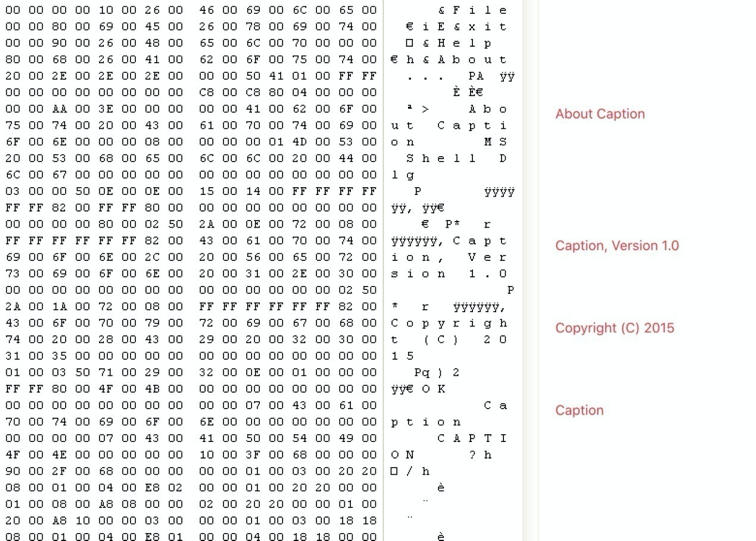 00 00 00 00 10 00 26 00 46 00 69 00 6C 00 65 00 & F i l e
00 00 80 00 69 00 45 00 26 00 78 00 69 00 74 00 € i E & x i t
00 00 90 00 26 00 48 00 65 00 6C 00 70 00 00 00 □ & H e l p
80 00 68 00 26 00 41 00 62 00 6F 00 75 00 74 00 € h & A b o u t
20 00 2E 00 2E 00 2E 00 00 00 50 41 01 00 FF FF . . . PA ÿÿ
00 00 00 00 00 00 00 00 C8 00 C8 80 04 00 00 00 È È€
00 00 AA 00 3E 00 00 00 00 00 41 00 62 00 6F 00 ª > A b o
75 00 74 00 20 00 43 00 61 00 70 00 74 00 69 00 u t C a p t i
6F 00 6E 00 00 00 08 00 00 00 00 01 4D 00 53 00 o n M S
20 00 53 00 68 00 65 00 6C 00 6C 00 20 00 44 00 S h e l l D
6C 00 67 00 00 00 00 00 00 00 00 00 00 00 00 00 l g
03 00 00 50 0E 00 0E 00 15 00 14 00 FF FF FF FF P ÿÿÿÿ
FF FF 82 00 FF FF 80 00 00 00 00 00 00 00 00 00 ÿÿ‚ ÿÿ€
00 00 00 00 80 00 02 50 2A 00 0E 00 72 00 08 00 € P* r
FF FF FF FF FF FF 82 00 43 00 61 00 70 00 74 00 ÿÿÿÿÿÿ‚ C a p t
69 00 6F 00 6E 00 2C 00 20 00 56 00 65 00 72 00 i o n , V e r
73 00 69 00 6F 00 6E 00 20 00 31 00 2E 00 30 00 s i o n 1 . 0
00 00 00 00 00 00 00 00 00 00 00 00 00 00 02 50 P
2A 00 1A 00 72 00 08 00 FF FF FF FF FF FF 82 00 * r ÿÿÿÿÿÿ‚
43 00 6F 00 70 00 79 00 72 00 69 00 67 00 68 00 C o p y r i g h
74 00 20 00 28 00 43 00 29 00 20 00 32 00 30 00 t ( C ) 2 0
31 00 35 00 00 00 00 00 00 00 00 00 00 00 00 00 1 5
01 00 03 50 71 00 29 00 32 00 0E 00 01 00 00 00 Pq ) 2
FF FF 80 00 4F 00 4B 00 00 00 00 00 00 00 00 00 ÿÿ€ O K
00 00 00 00 00 00 00 00 00 00 07 00 43 00 61 00 C a
70 00 74 00 69 00 6F 00 6E 00 00 00 00 00 00 00 p t i o n
00 00 00 00 07 00 43 00 41 00 50 00 54 00 49 00 C A P T I
4F 00 4E 00 00 00 00 00 10 00 3F 00 68 00 00 00 O N ? h
90 00 2F 00 68 00 00 00 00 00 01 00 03 00 20 20 □ / h
08 00 01 00 04 00 E8 02 00 00 01 00 20 20 00 00 è
01 00 08 00 A8 08 00 00 02 00 20 20 00 00 01 00 ¨
20 00 A8 10 00 00 03 00 00 00 01 00 03 00 18 18 ¨
08 00 01 00 04 00 E8 01 00 00 04 00 18 18 00 00 è
About Caption
Caption, Version 1.0
Copyright (C) 2015
Caption